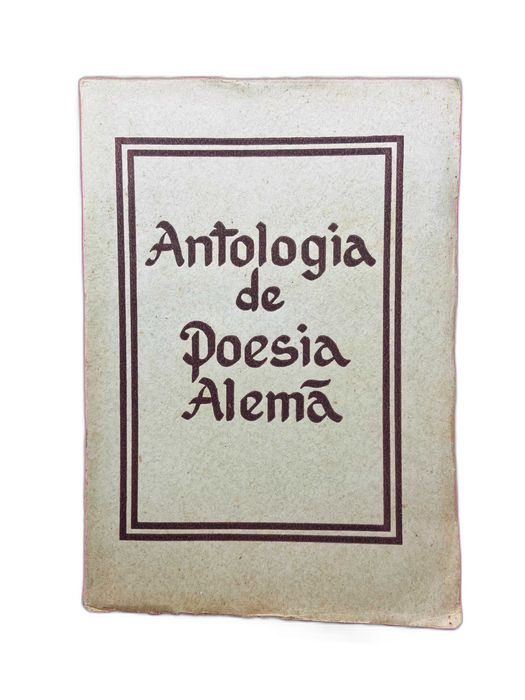 Antologia
de
Poesia
Alemã